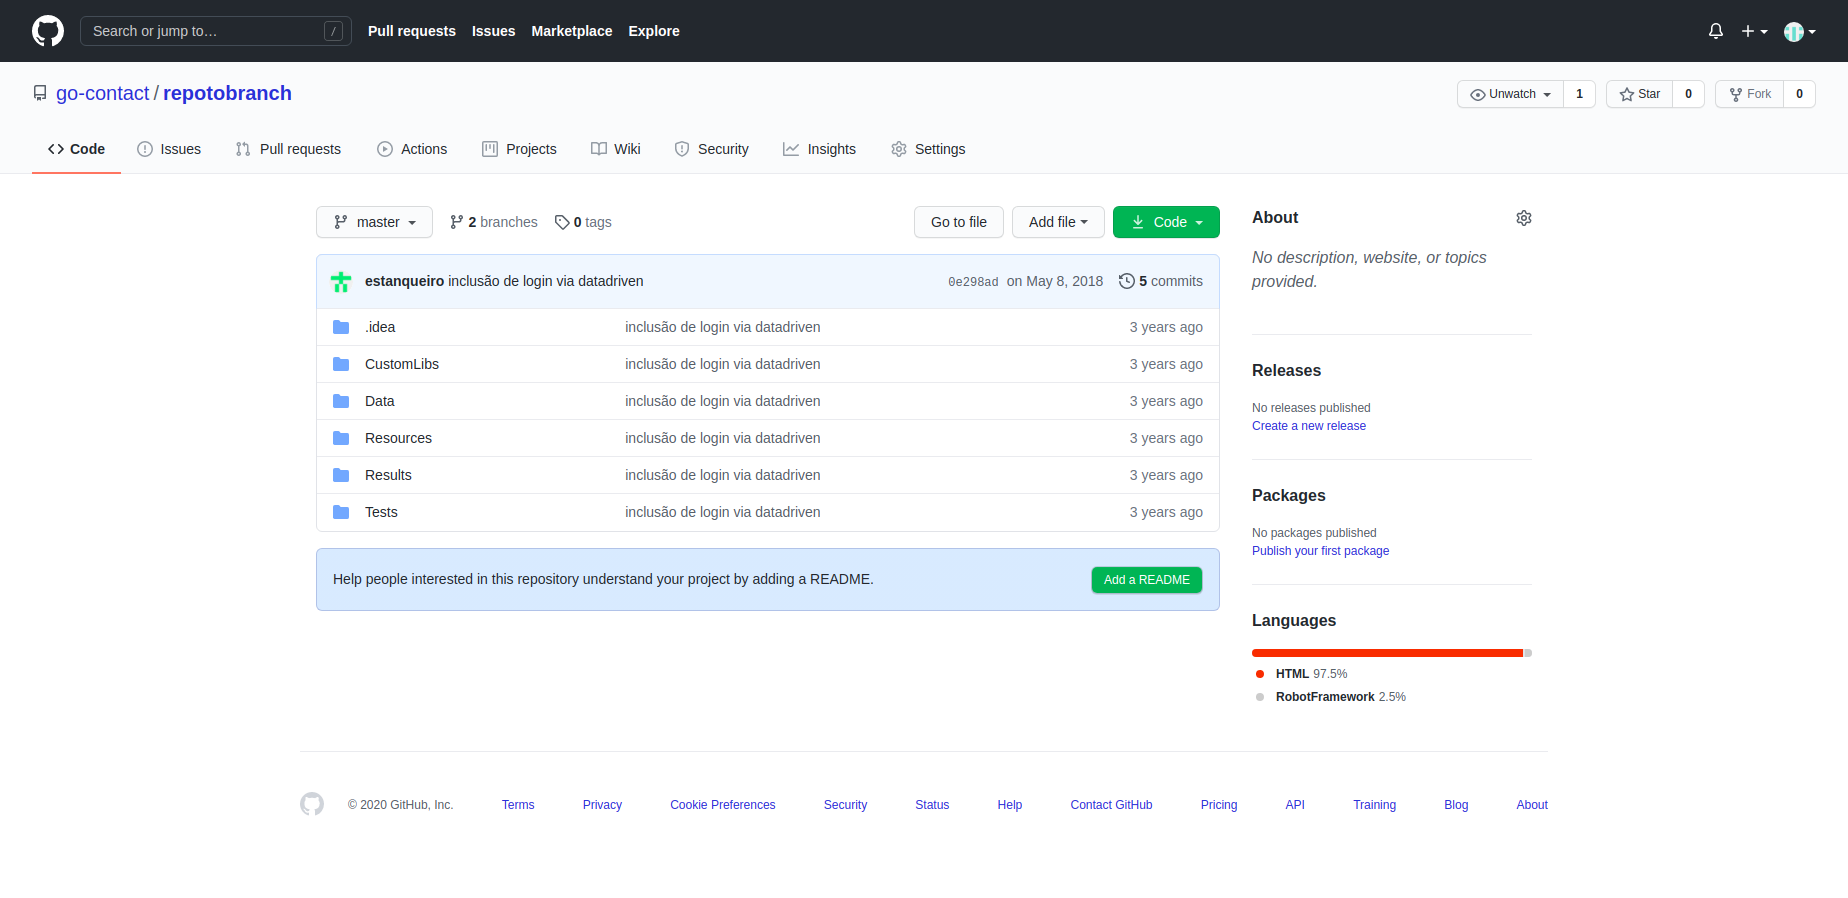 Search or jump to… /
Pull requests Issues Marketplace Explore
go-contact / repotobranch
Unwatch 1 Star 0 Fork 0
Code Issues Pull requests Actions Projects Wiki Security Insights Settings
master 2 branches 0 tags Go to file Add file Code
estanqueiro inclusão de login via datadriven 0e298ad on May 8, 2018 5 commits
.idea inclusão de login via datadriven 3 years ago
CustomLibs inclusão de login via datadriven 3 years ago
Data inclusão de login via datadriven 3 years ago
Resources inclusão de login via datadriven 3 years ago
Results inclusão de login via datadriven 3 years ago
Tests inclusão de login via datadriven 3 years ago
Help people interested in this repository understand your project by adding a README. Add a README
About
No description, website, or topics
provided.
Releases
No releases published
Create a new release
Packages
No packages published
Publish your first package
Languages
HTML 97.5%
RobotFramework 2.5%
© 2020 GitHub, Inc. Terms Privacy Cookie Preferences Security Status Help Contact GitHub Pricing API Training Blog About